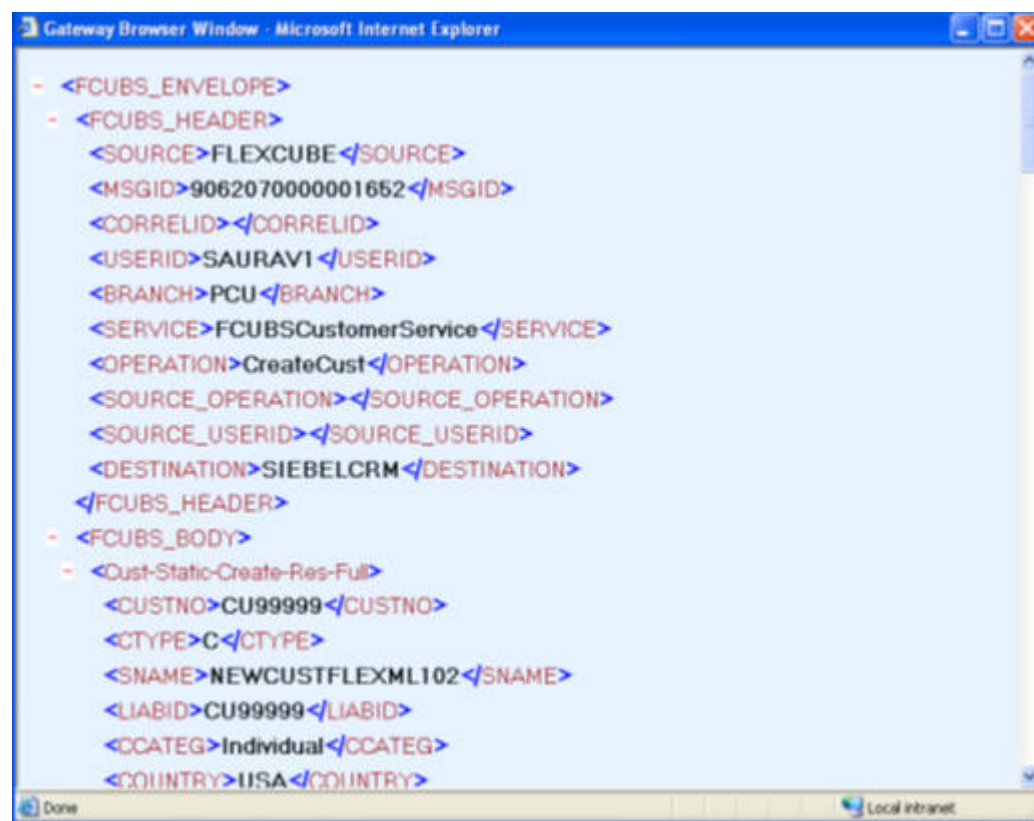 Gateway Browser Window - Microsoft Internet Explorer
- <FCUBS_ENVELOPE>
- <FCUBS_HEADER>
<SOURCE>FLEXCUBE</SOURCE>
<MSGID>9062070000001652</MSGID>
<CORRELID></CORRELID>
<USERID>SAURAV1</USERID>
<BRANCH>PCU</BRANCH>
<SERVICE>FCUBSCustomerService</SERVICE>
<OPERATION>CreateCust</OPERATION>
<SOURCE_OPERATION></SOURCE_OPERATION>
<SOURCE_USERID></SOURCE_USERID>
<DESTINATION>SIEBELCRM</DESTINATION>
</FCUBS_HEADER>
- <FCUBS_BODY>
- <Cust-Static-Create-Res-Full>
<CUSTNO>CU99999</CUSTNO>
<CTYPE>C</CTYPE>
<SNAME>NEWCUSTFLEXML102</SNAME>
<LIABID>CU99999</LIABID>
<CCATEG>Individual</CCATEG>
<COUNTRY>USA</COUNTRY>
Done Local intranet